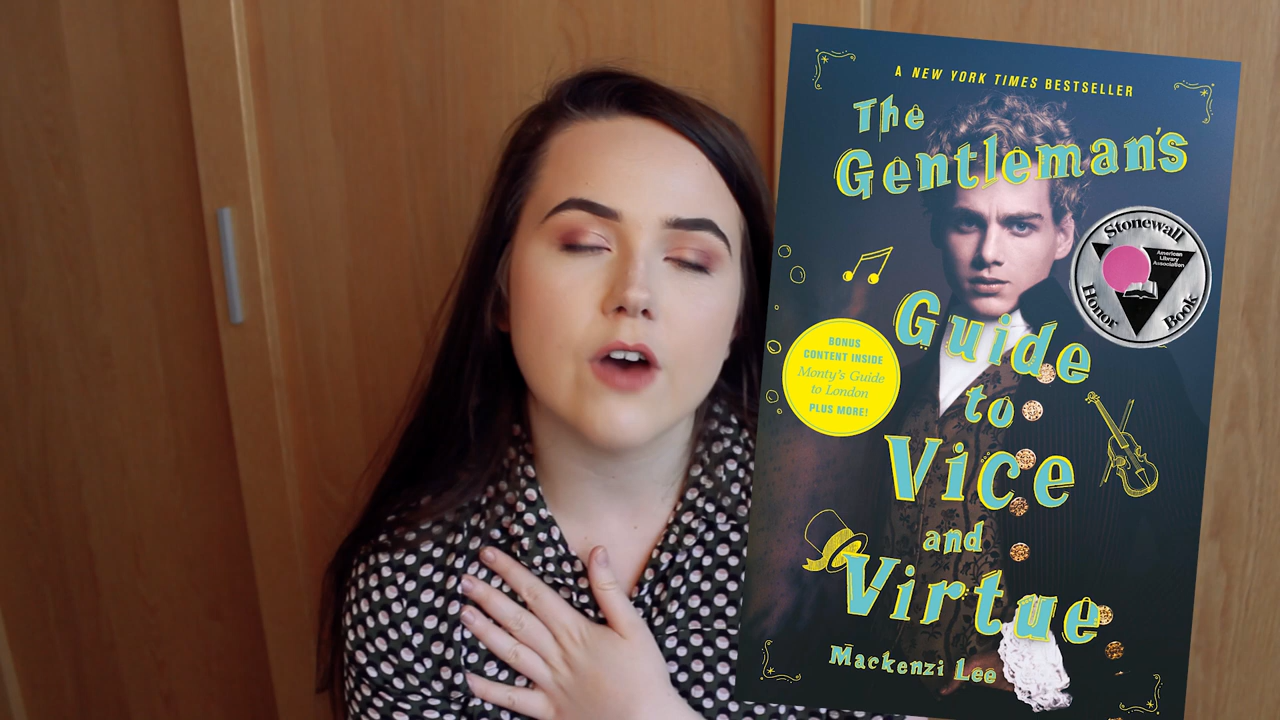 A NEW YORK TIMES BESTSELLER
The
Gentleman's
Stonewall
American
Library
Association
Honor
Book
Guide
to
Vice
and
Virtue
BONUS
CONTENT INSIDE
Monty's Guide
to London
PLUS MORE!
Mackenzi Lee